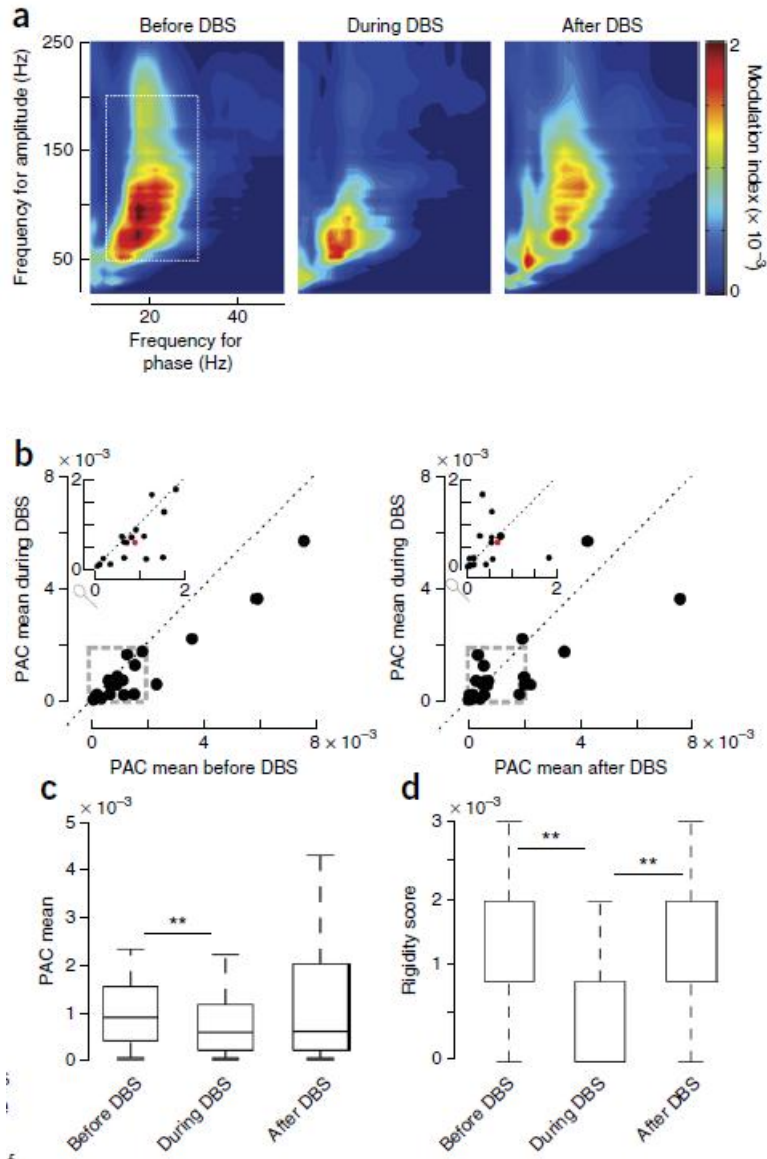 a
Before DBS
During DBS
After DBS
250
150
50
Frequency for amplitude (Hz)
20
40
Frequency for
phase (Hz)
2
0
Modulation index (× 10⁻³)
b
× 10⁻³
8
4
0
PAC mean during DBS
2
0
0
2
0
4
8 × 10⁻³
PAC mean before DBS
× 10⁻³
8
4
0
PAC mean during DBS
2
0
0
2
0
4
8 × 10⁻³
PAC mean after DBS
c
× 10⁻³
5
4
3
2
1
0
PAC mean
**
Before DBS
During DBS
After DBS
d
× 10⁻³
3
2
1
0
Rigidity score
**
**
Before DBS
During DBS
After DBS